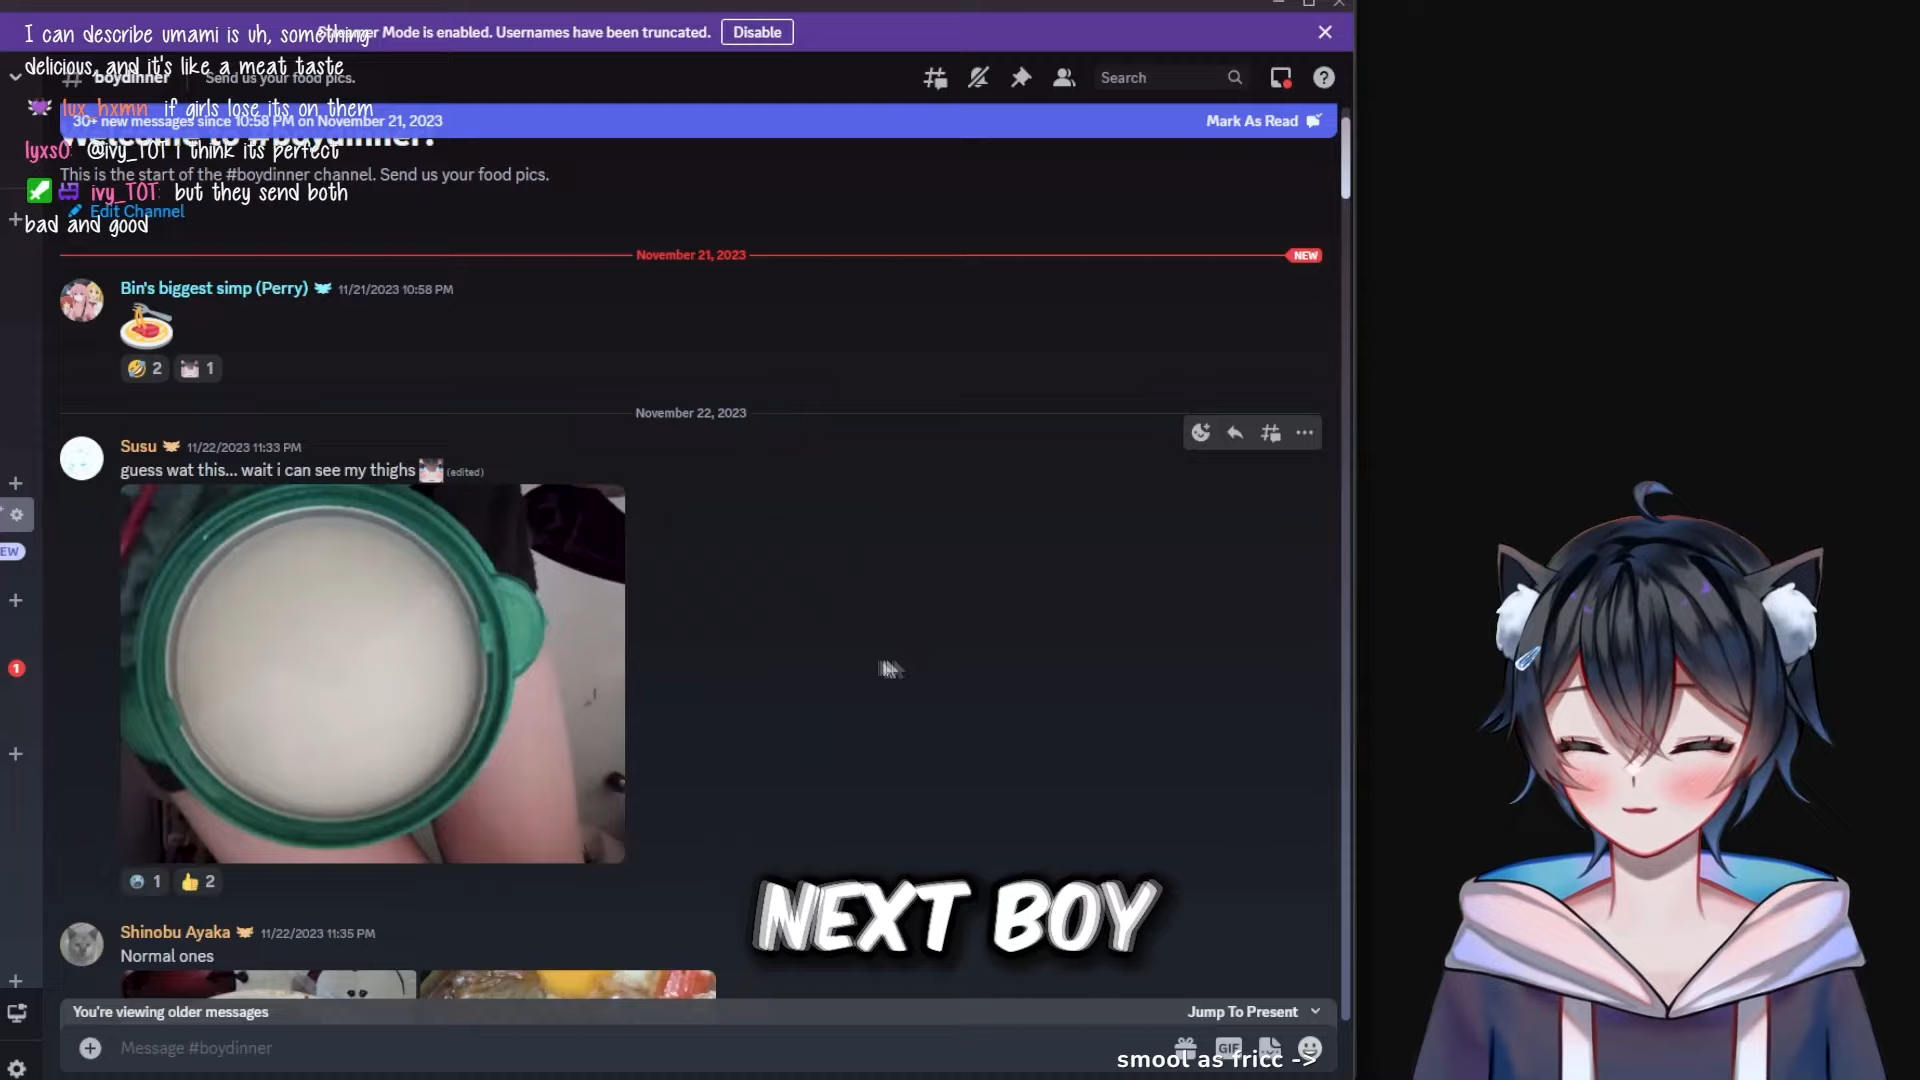 I can describe umami is uh, something
delicious, and it's like a meat taste
lux_hxmn if girls lose its on them
lyxs0: @ivy_TOT I think its perfect
ivy_TOT: but they send both
bad and good
Streamer Mode is enabled. Usernames have been truncated.
Disable
# boydinner
Send us your food pics.
Search
30+ new messages since 10:58 PM on November 21, 2023
Mark As Read
Welcome to #boydinner!
This is the start of the #boydinner channel. Send us your food pics.
Edit Channel
November 21, 2023
NEW
Bin's biggest simp (Perry) 11/21/2023 10:58 PM
2 1
November 22, 2023
Susu 11/22/2023 11:33 PM
guess wat this... wait i can see my thighs (edited)
EW
1
1 2
NEXT BOY
Shinobu Ayaka 11/22/2023 11:35 PM
Normal ones
You're viewing older messages
Jump To Present
Message #boydinner
GIF
smool as fricc ->